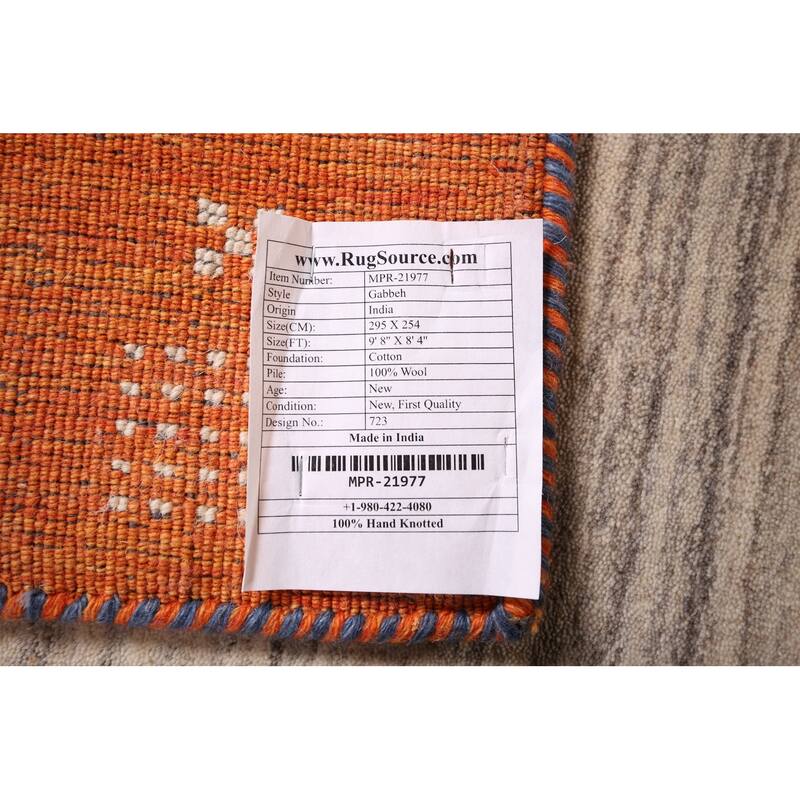 www.RugSource.com
Item Number: MPR-21977
Style Gabbeh
Origin India
Size(CM): 295 X 254
Size(FT): 9' 8" X 8' 4"
Foundation: Cotton
Pile: 100% Wool
Age: New
Condition: New, First Quality
Design No.: 723
Made in India
MPR-21977
+1-980-422-4080
100% Hand Knotted